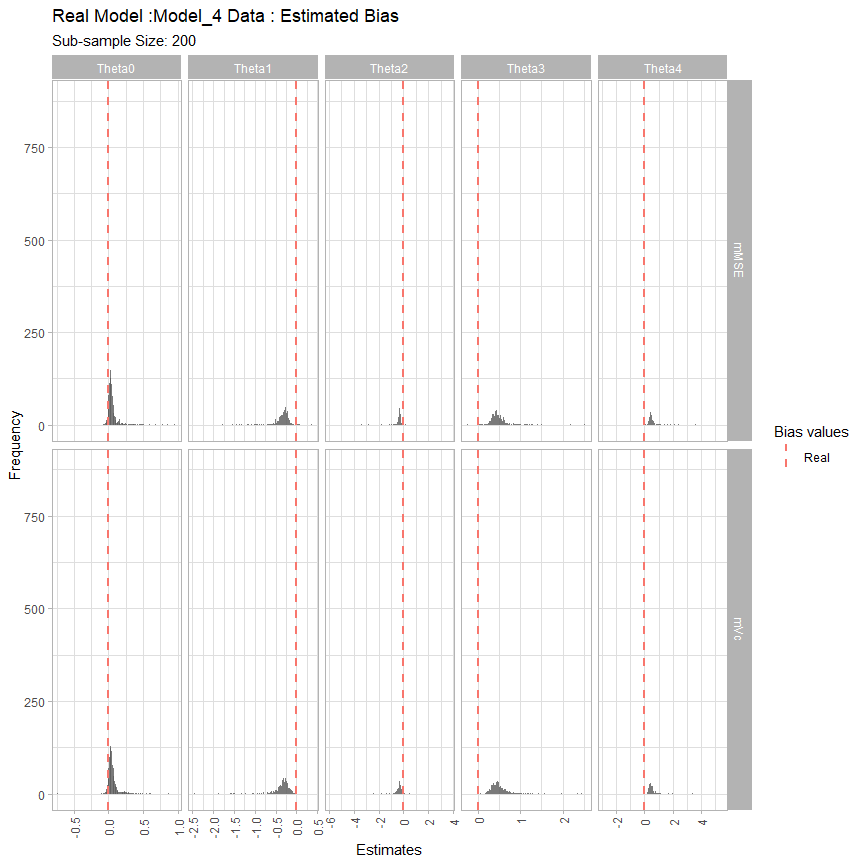 Real Model :Model_4 Data : Estimated Bias
Sub-sample Size: 200
Theta0 Theta1 Theta2 Theta3 Theta4
750
500
250
0
mMSE
Frequency
Bias values
Real
750
500
250
0
mVc
-0.5 0.0 0.5 1.0 -2.5 -2.0 -1.5 -1.0 -0.5 0.0 0.5 -6 -4 -2 0 2 4 0 1 2 -2 0 2 4
Estimates